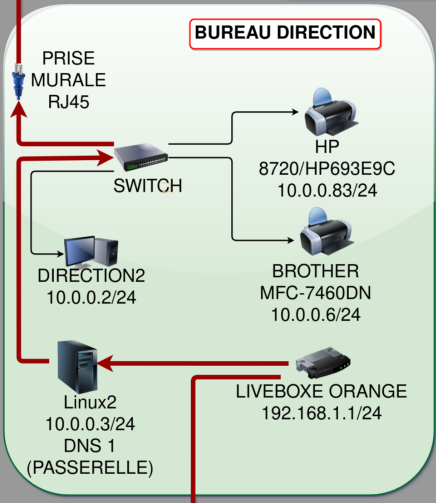 BUREAU DIRECTION
PRISE
MURALE
RJ45
HP
8720/HP693E9C
10.0.0.83/24
SWITCH
DIRECTION2
10.0.0.2/24
BROTHER
MFC-7460DN
10.0.0.6/24
Linux2
10.0.0.3/24
DNS 1
(PASSERELLE)
LIVEBOXE ORANGE
192.168.1.1/24